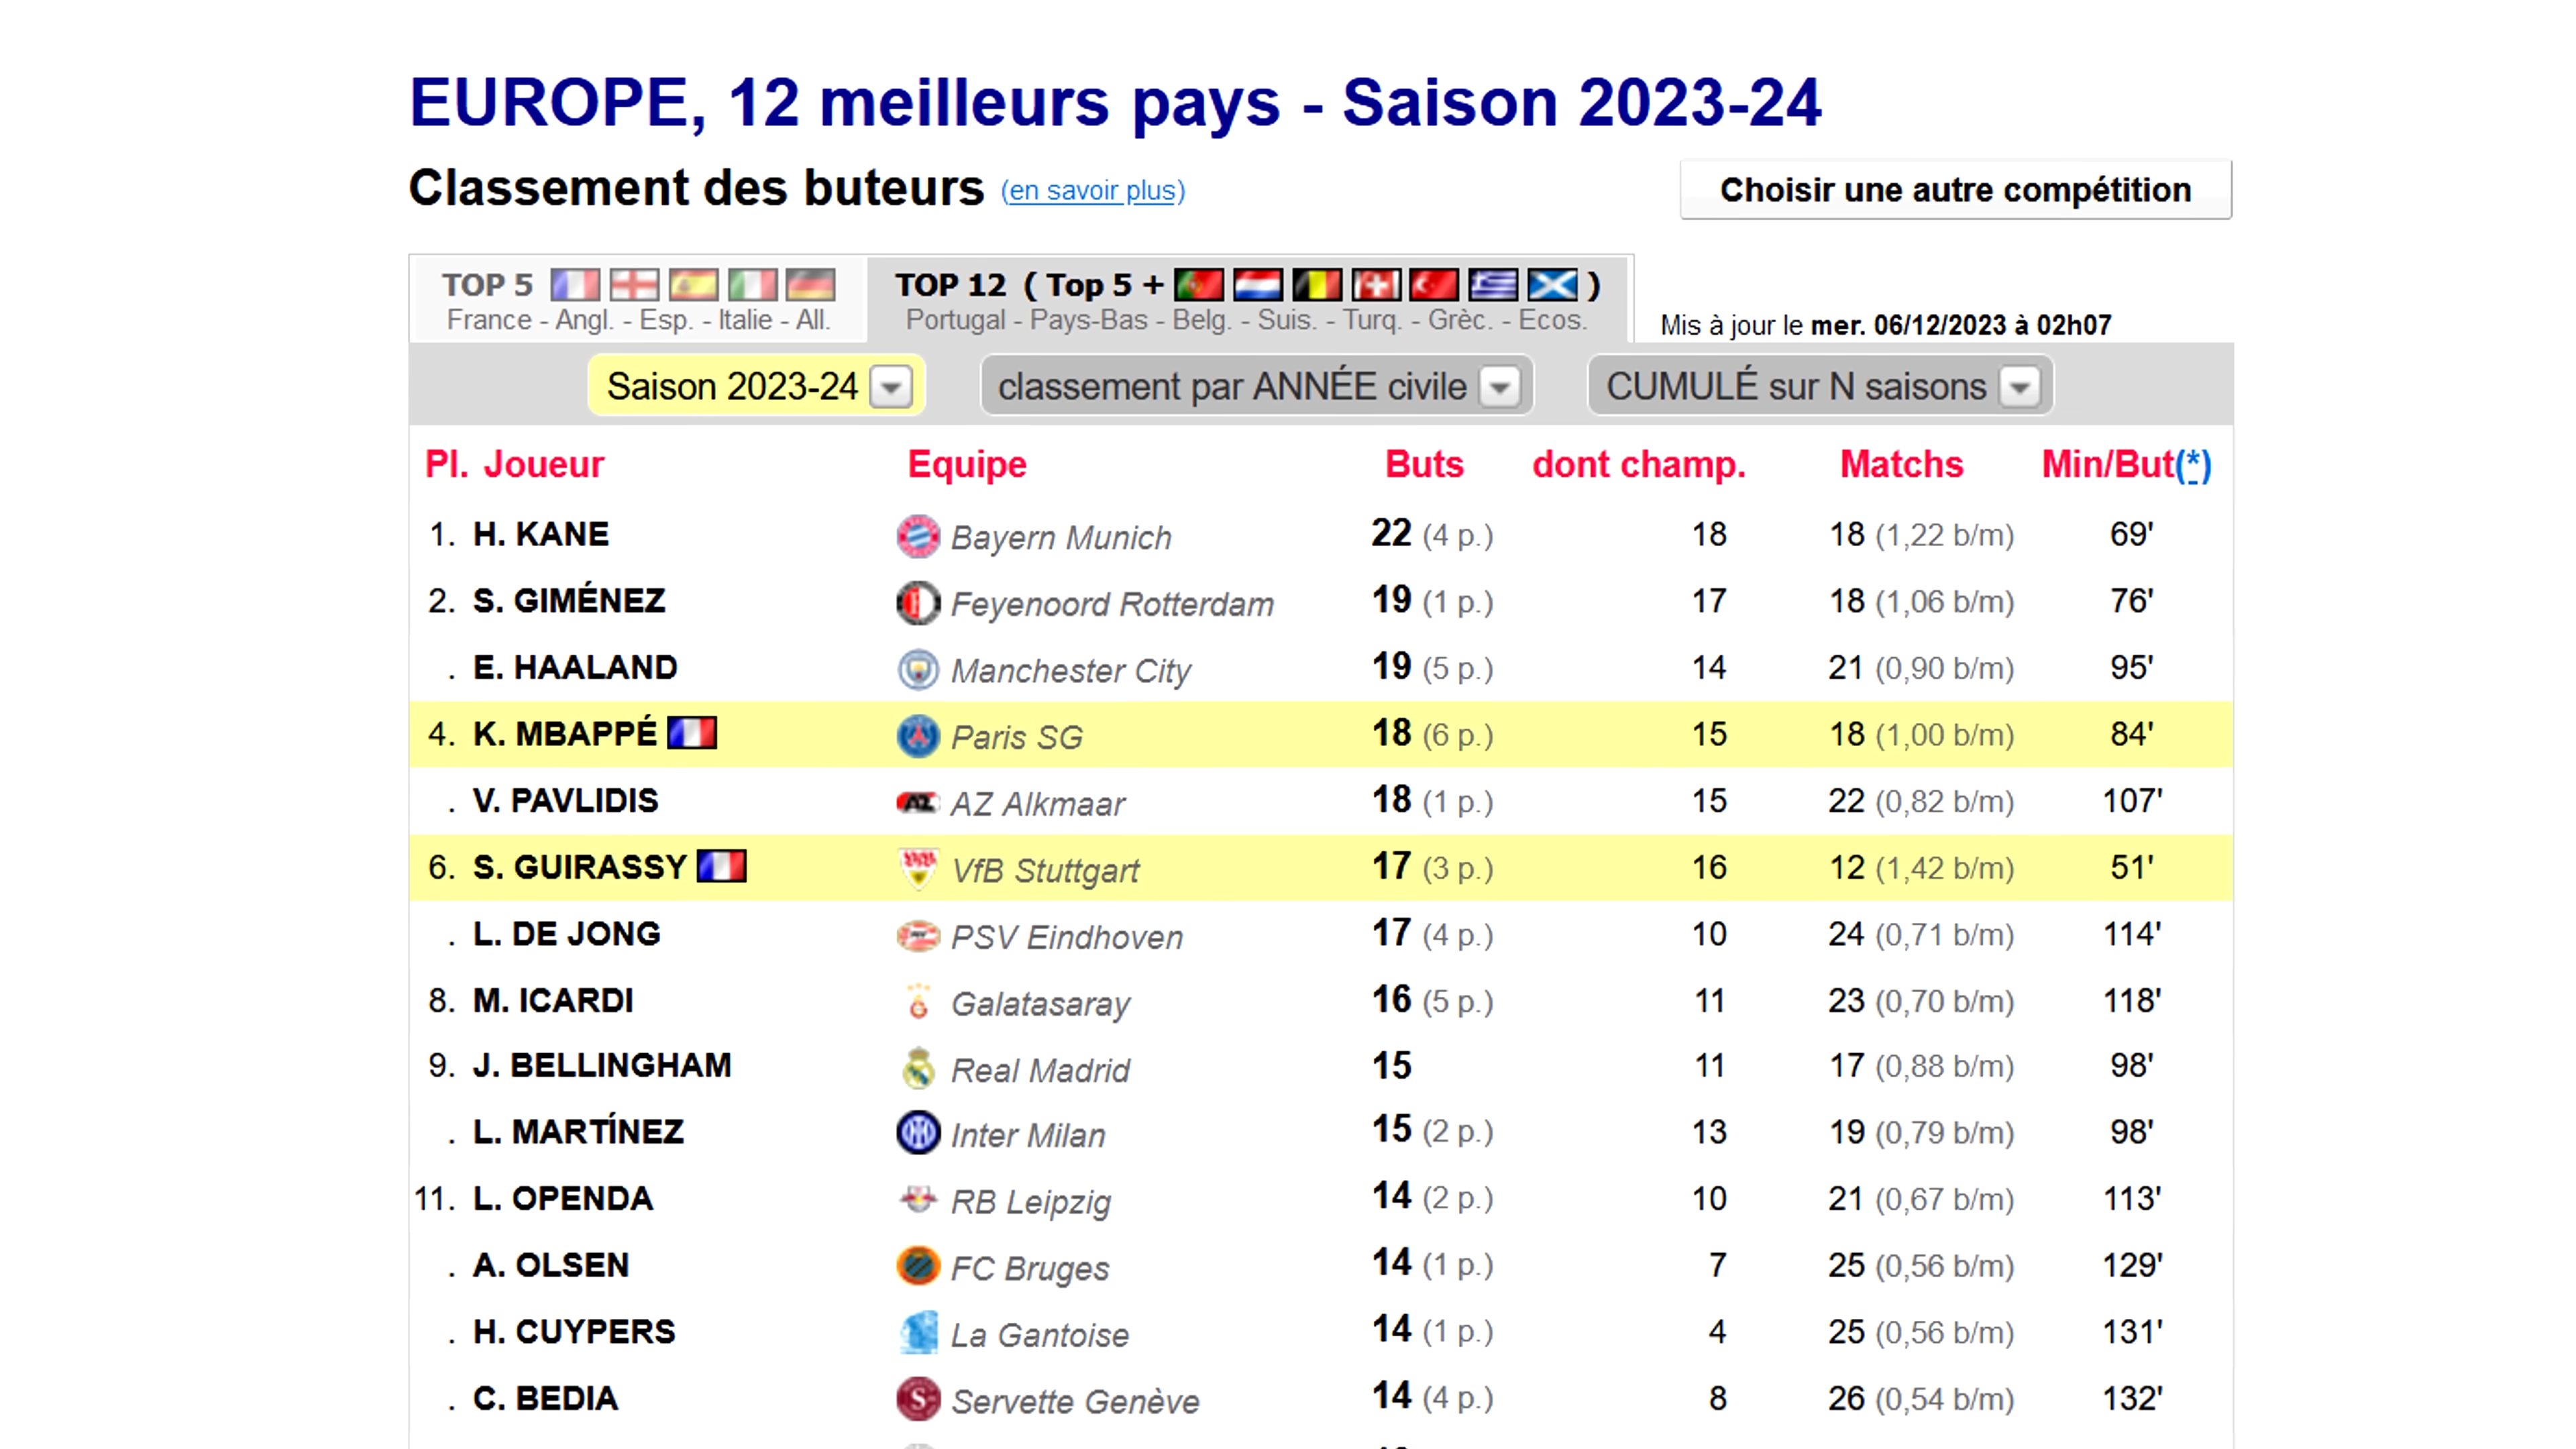 EUROPE, 12 meilleurs pays - Saison 2023-24
Classement des buteurs (en savoir plus)
Choisir une autre compétition
TOP 5
France - Angl. - Esp. - Italie - All.
TOP 12 ( Top 5 + )
Portugal - Pays-Bas - Belg. - Suis. - Turq. - Grèc. - Ecos.
Mis à jour le mer. 06/12/2023 à 02h07
Saison 2023-24 classement par ANNÉE civile CUMULÉ sur N saisons
Pl. Joueur Equipe Buts dont champ. Matchs Min/But(*)
1. H. KANE Bayern Munich 22 (4 p.) 18 18 (1,22 b/m) 69'
2. S. GIMÉNEZ Feyenoord Rotterdam 19 (1 p.) 17 18 (1,06 b/m) 76'
. E. HAALAND Manchester City 19 (5 p.) 14 21 (0,90 b/m) 95'
4. K. MBAPPÉ Paris SG 18 (6 p.) 15 18 (1,00 b/m) 84'
. V. PAVLIDIS AZ Alkmaar 18 (1 p.) 15 22 (0,82 b/m) 107'
6. S. GUIRASSY VfB Stuttgart 17 (3 p.) 16 12 (1,42 b/m) 51'
. L. DE JONG PSV Eindhoven 17 (4 p.) 10 24 (0,71 b/m) 114'
8. M. ICARDI Galatasaray 16 (5 p.) 11 23 (0,70 b/m) 118'
9. J. BELLINGHAM Real Madrid 15 11 17 (0,88 b/m) 98'
. L. MARTÍNEZ Inter Milan 15 (2 p.) 13 19 (0,79 b/m) 98'
11. L. OPENDA RB Leipzig 14 (2 p.) 10 21 (0,67 b/m) 113'
. A. OLSEN FC Bruges 14 (1 p.) 7 25 (0,56 b/m) 129'
. H. CUYPERS La Gantoise 14 (1 p.) 4 25 (0,56 b/m) 131'
. C. BEDIA Servette Genève 14 (4 p.) 8 26 (0,54 b/m) 132'